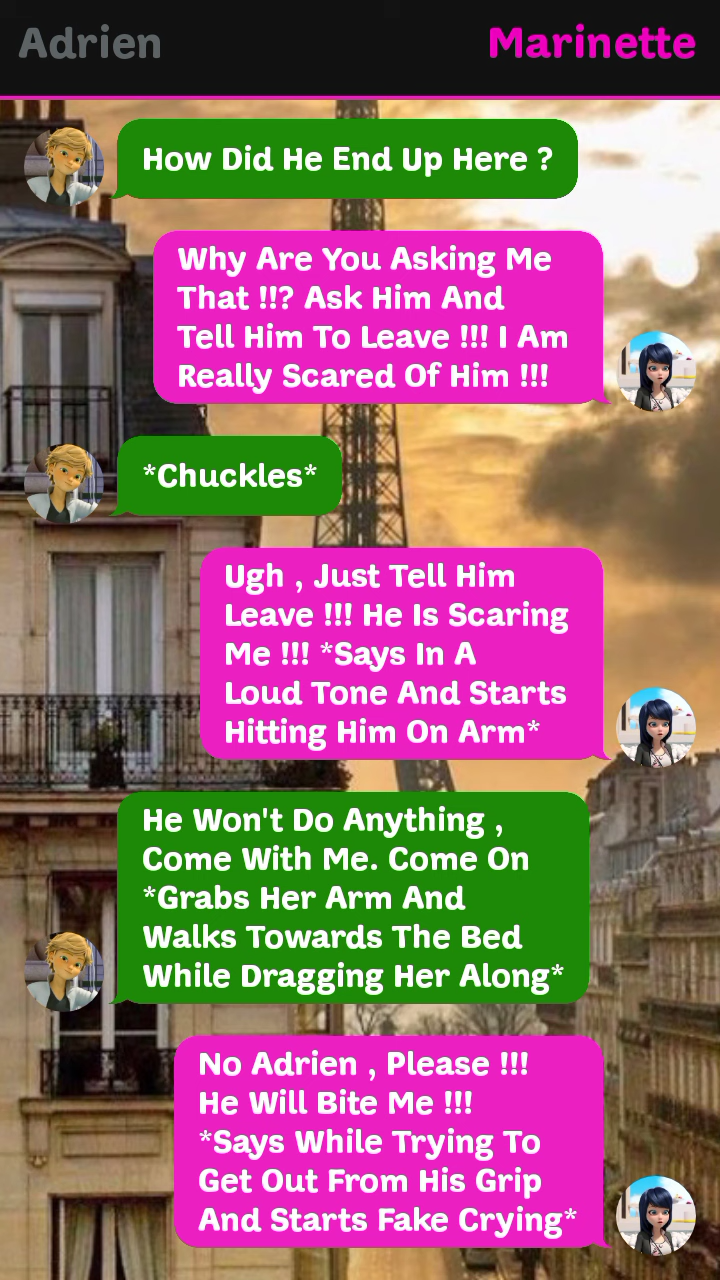 Adrien
Marinette
How Did He End Up Here ?
Why Are You Asking Me
That !!? Ask Him And
Tell Him To Leave !!! I Am
Really Scared Of Him !!!
*Chuckles*
Ugh , Just Tell Him
Leave !!! He Is Scaring
Me !!! *Says In A
Loud Tone And Starts
Hitting Him On Arm*
He Won't Do Anything ,
Come With Me. Come On
*Grabs Her Arm And
Walks Towards The Bed
While Dragging Her Along*
No Adrien , Please !!!
He Will Bite Me !!!
*Says While Trying To
Get Out From His Grip
And Starts Fake Crying*